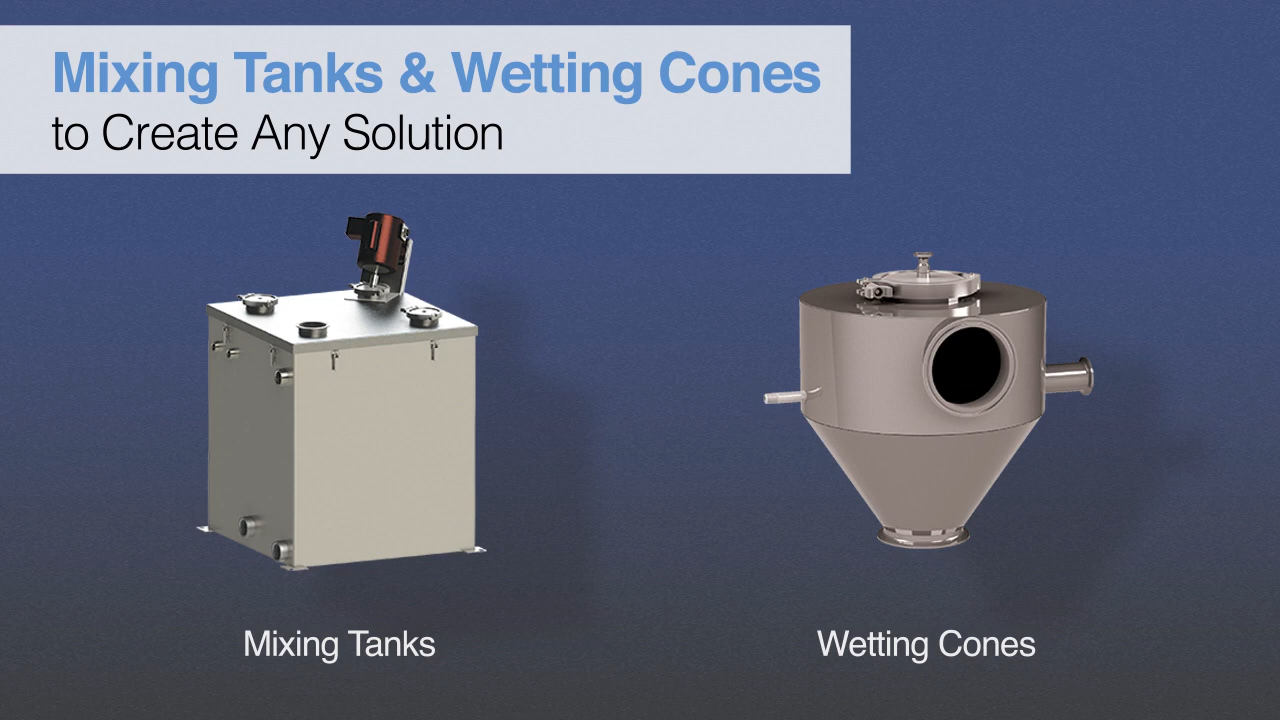 Mixing Tanks & Wetting Cones
to Create Any Solution
Mixing Tanks
Wetting Cones